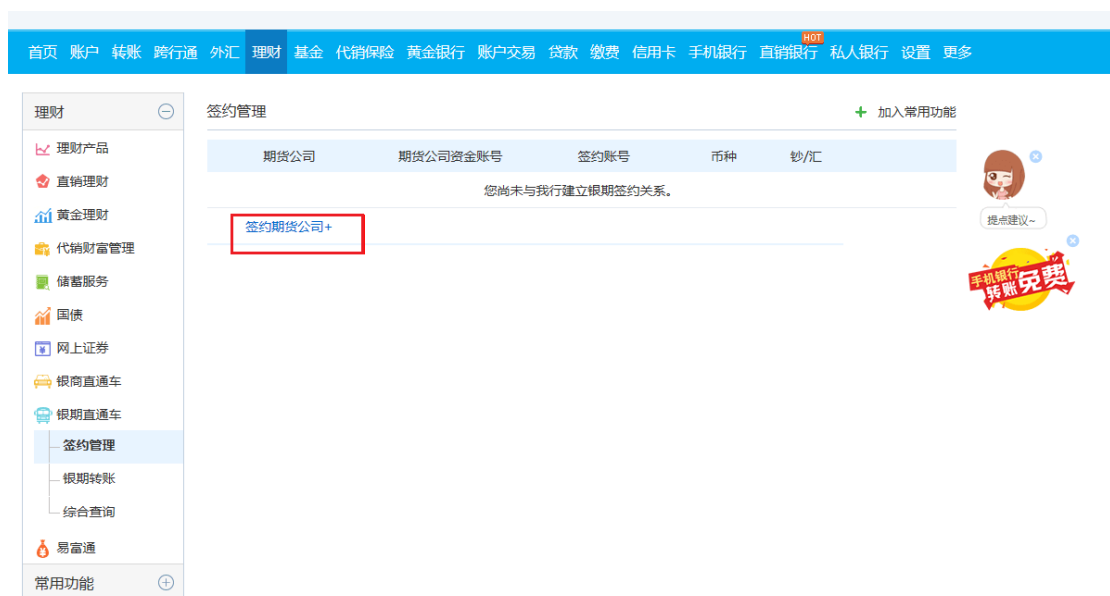 首页 账户 转账 跨行通 外汇 理财 基金 代销保险 黄金银行 账户交易 贷款 缴费 信用卡 手机银行 直销银行 HOT 私人银行 设置 更多
理财
理财产品
直销理财
黄金理财
代销财富管理
储蓄服务
国债
网上证券
银商直通车
银期直通车
签约管理
银期转账
综合查询
易富通
常用功能
签约管理
+ 加入常用功能
期货公司 期货公司资金账号 签约账号 币种 钞/汇
您尚未与我行建立银期签约关系。
签约期货公司+
提点建议~
手机银行
转账免费